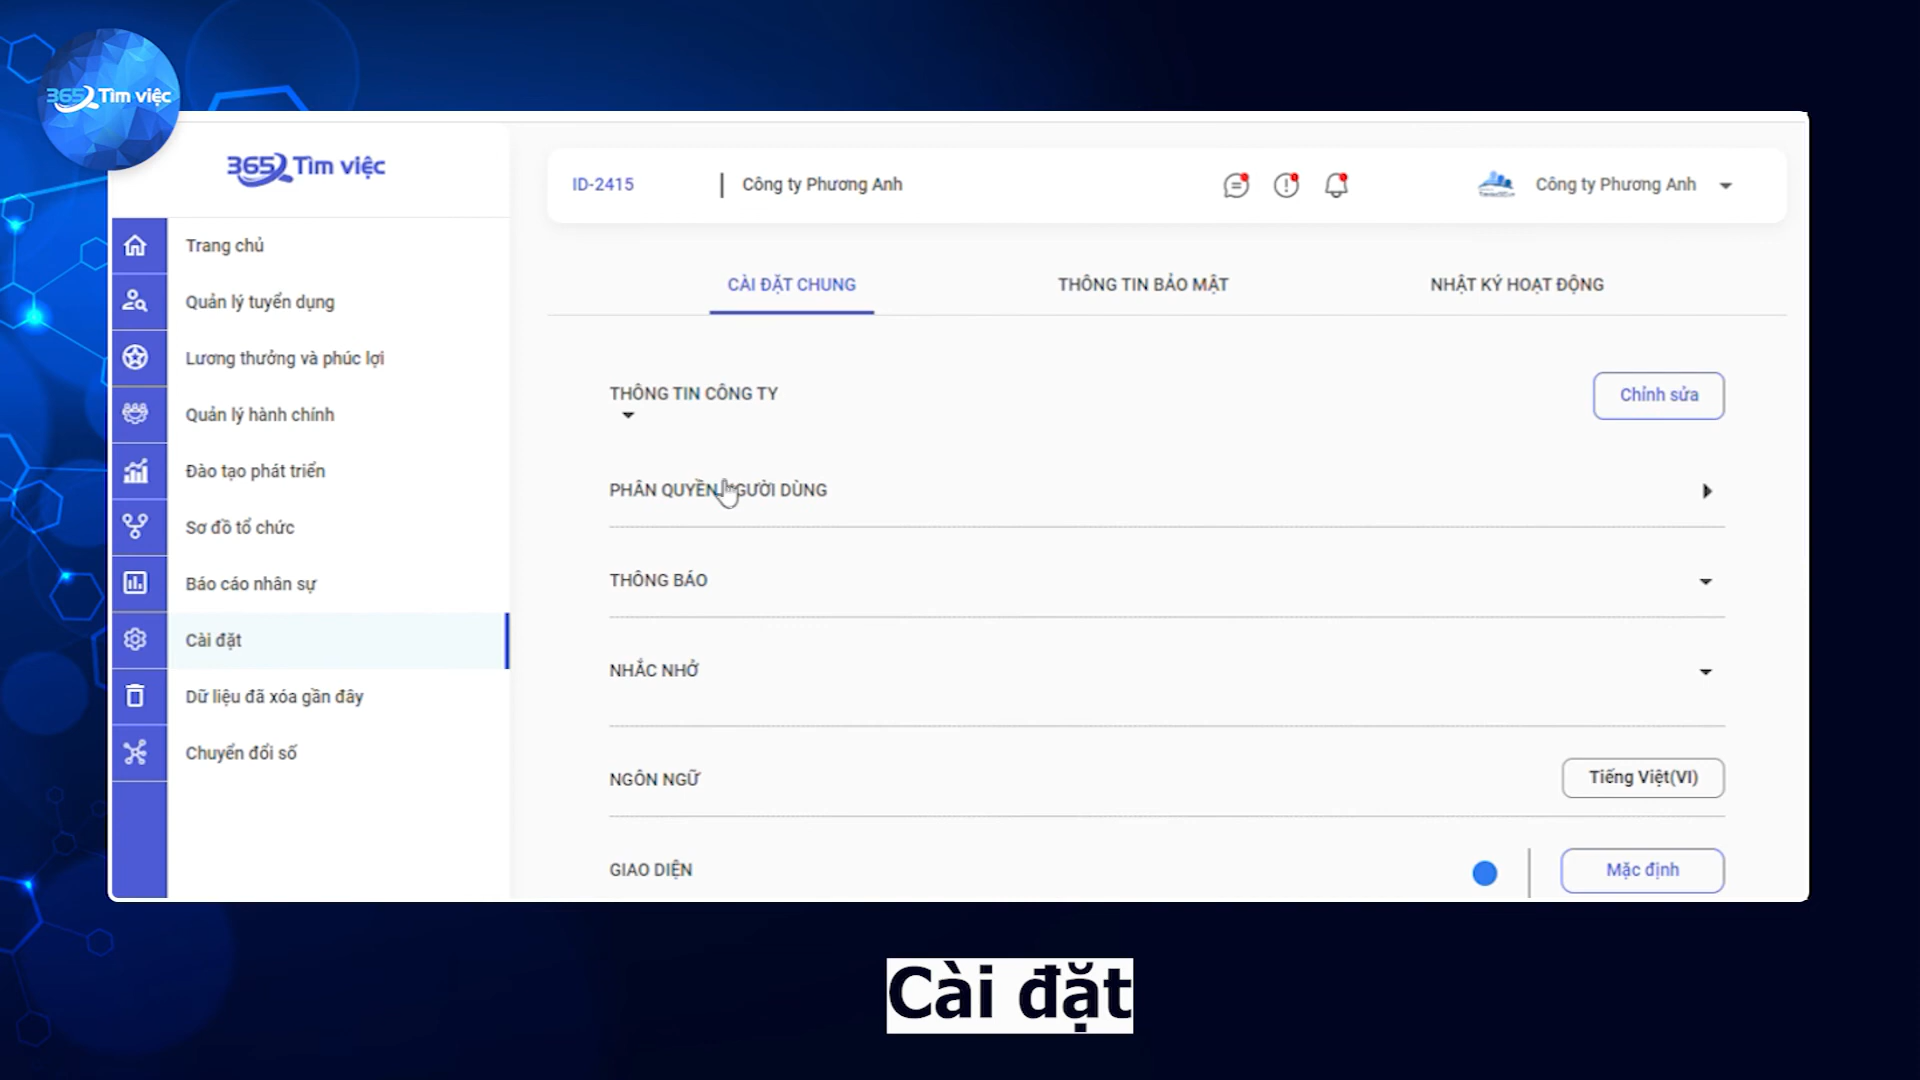 365 Tìm việc
365 Tìm việc
ID-2415
Công ty Phương Anh
Công ty Phương Anh
Trang chủ
Quản lý tuyển dụng
Lương thưởng và phúc lợi
Quản lý hành chính
Đào tạo phát triển
Sơ đồ tổ chức
Báo cáo nhân sự
Cài đặt
Dữ liệu đã xóa gần đây
Chuyển đổi số
CÀI ĐẶT CHUNG
THÔNG TIN BẢO MẬT
NHẬT KÝ HOẠT ĐỘNG
THÔNG TIN CÔNG TY
Chỉnh sửa
PHÂN QUYỀN NGƯỜI DÙNG
THÔNG BÁO
NHẮC NHỞ
NGÔN NGỮ
Tiếng Việt(VI)
GIAO DIỆN
Mặc định
Cài đặt